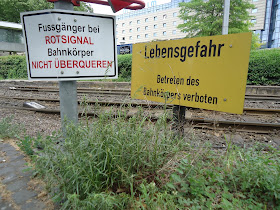 Fussgänger bei
ROTSIGNAL
Bahnkörper
NICHT ÜBERQUEREN
Lebensgefahr
Betreten des
Bahnkörpers verboten